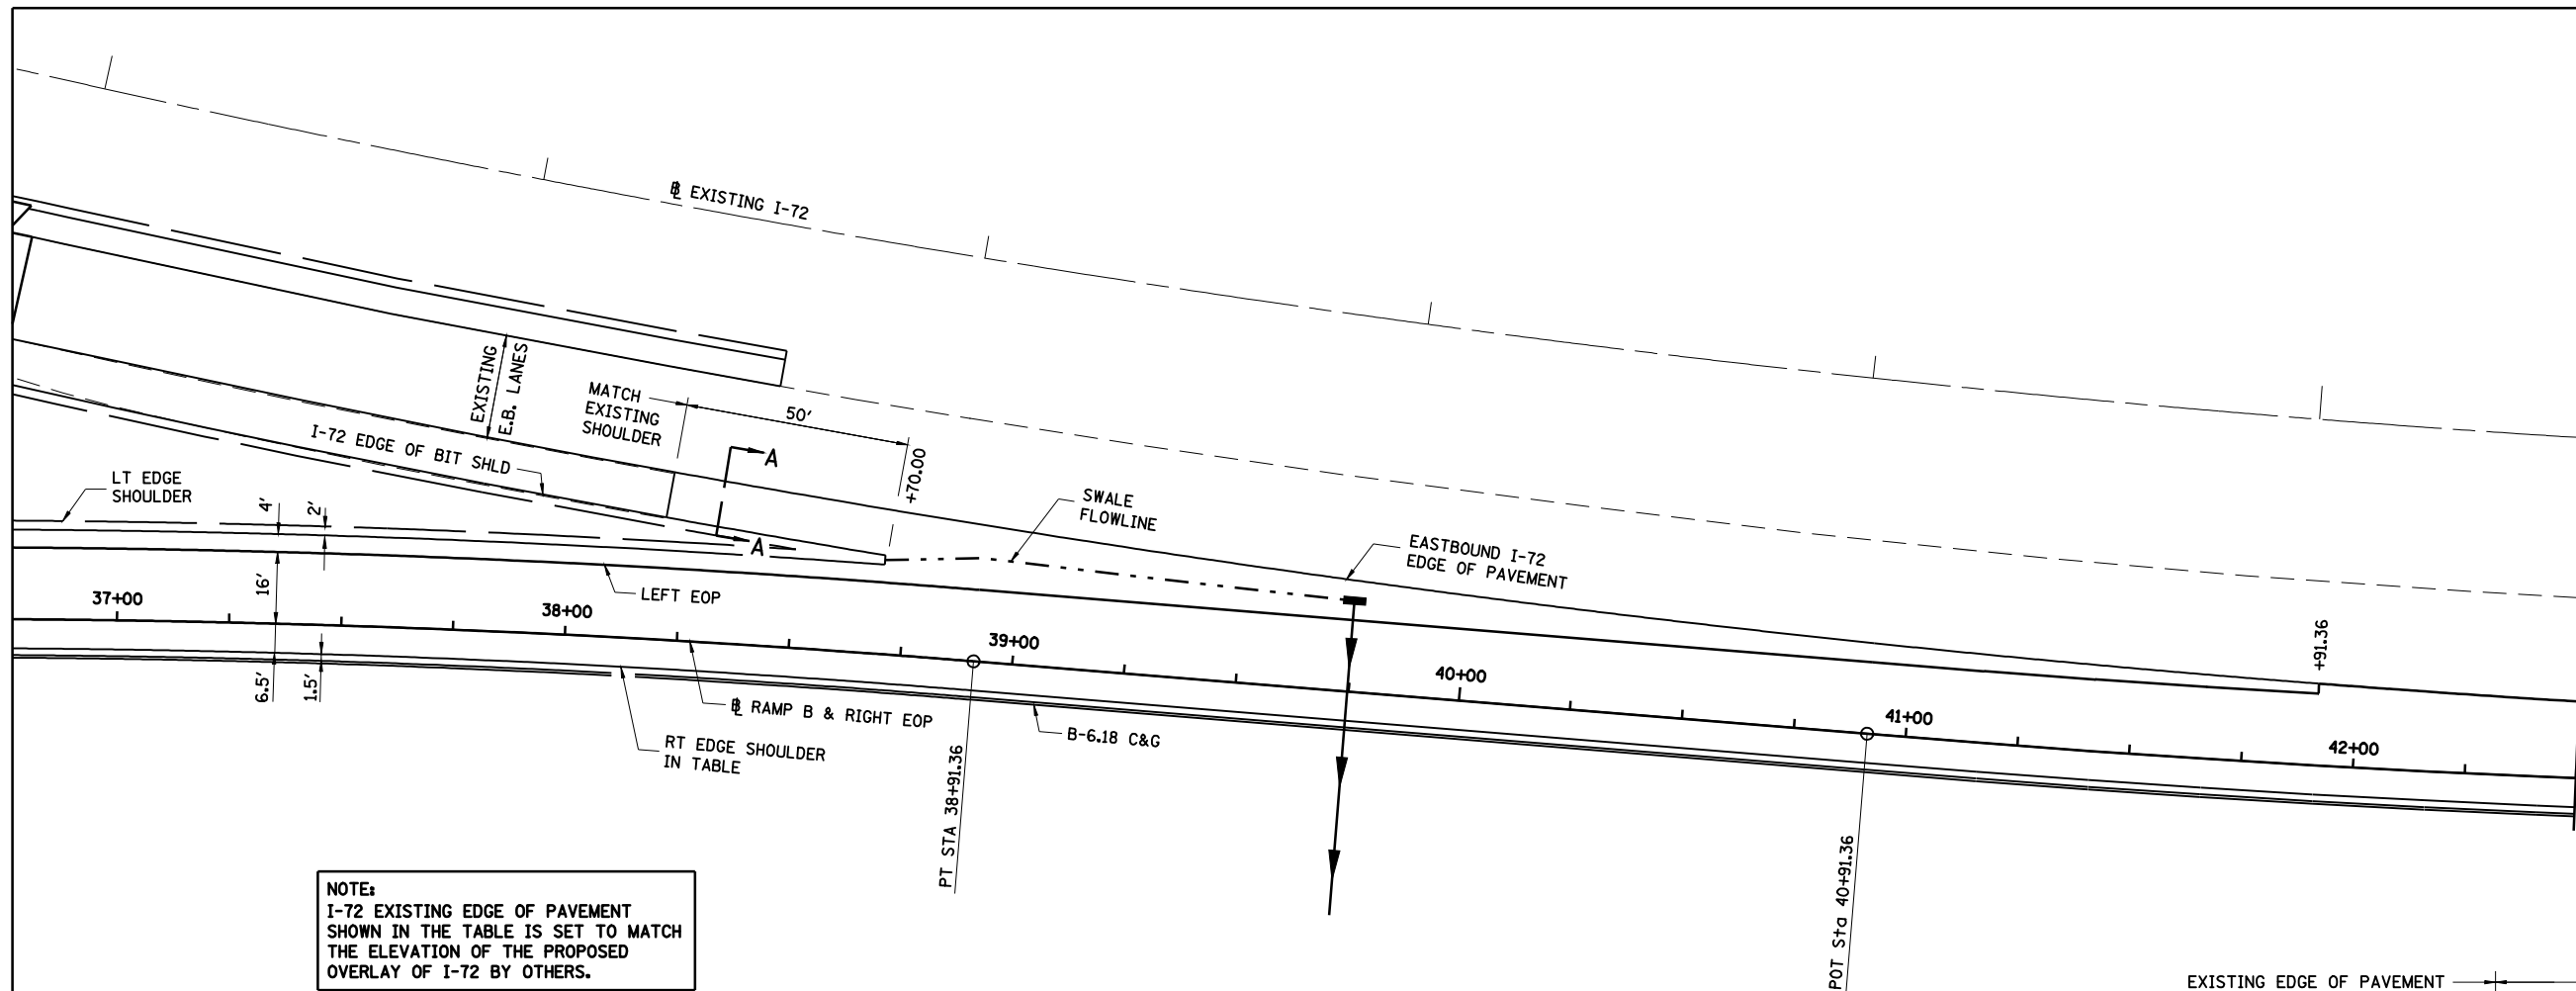 ℄ EXISTING I-72
EXISTING
E.B. LANES
MATCH
EXISTING
SHOULDER
50'
+70.00
A
A
I-72 EDGE OF BIT SHLD
LT EDGE
SHOULDER
4'
2'
16'
6.5'
1.5'
SWALE
FLOWLINE
EASTBOUND I-72
EDGE OF PAVEMENT
+91.36
LEFT EOP
37+00
38+00
39+00
40+00
41+00
42+00
℄ RAMP B & RIGHT EOP
RT EDGE SHOULDER
IN TABLE
B-6.18 C&G
PT STA 38+91.36
POT Sta 40+91.36
NOTE:
I-72 EXISTING EDGE OF PAVEMENT
SHOWN IN THE TABLE IS SET TO MATCH
THE ELEVATION OF THE PROPOSED
OVERLAY OF I-72 BY OTHERS.
EXISTING EDGE OF PAVEMENT